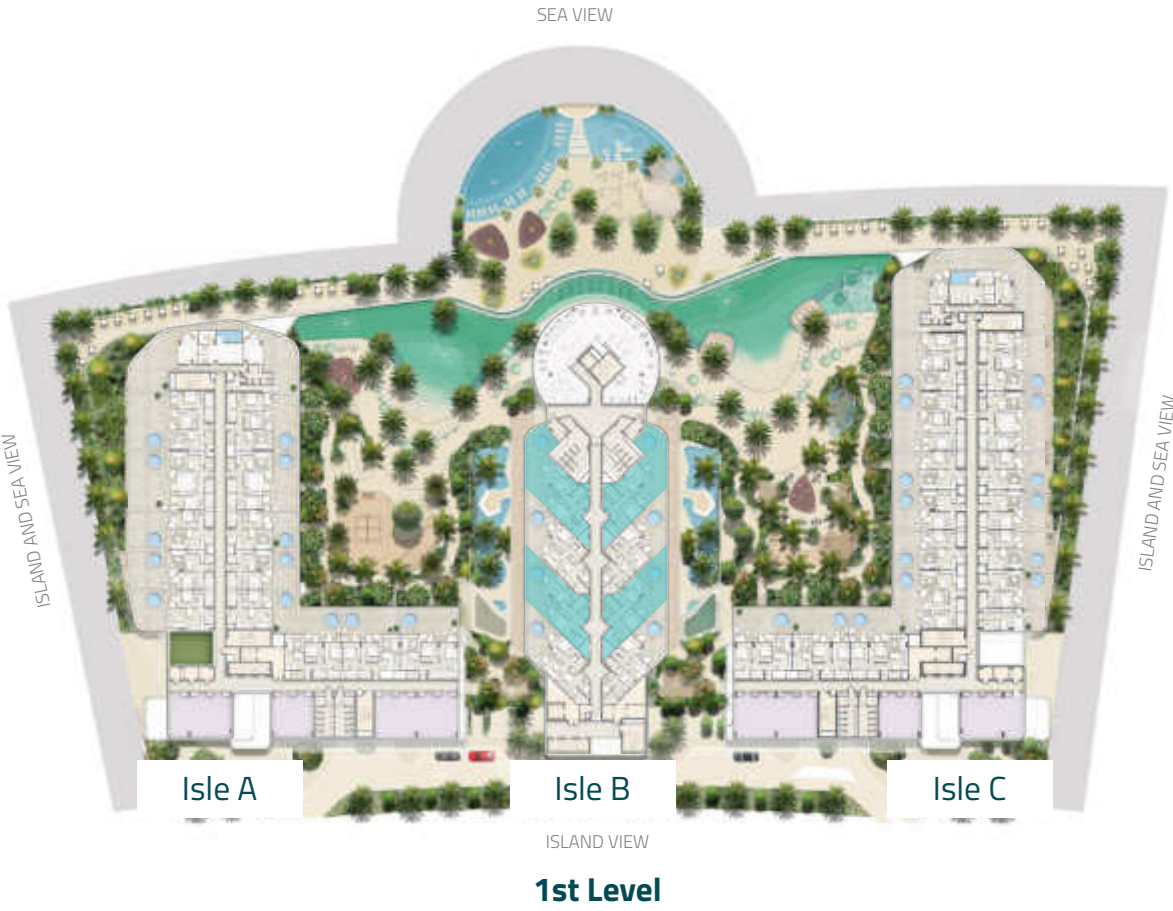 SEA VIEW
ISLAND AND SEA VIEW
ISLAND AND SEA VIEW
Isle A
Isle B
Isle C
ISLAND VIEW
1st Level